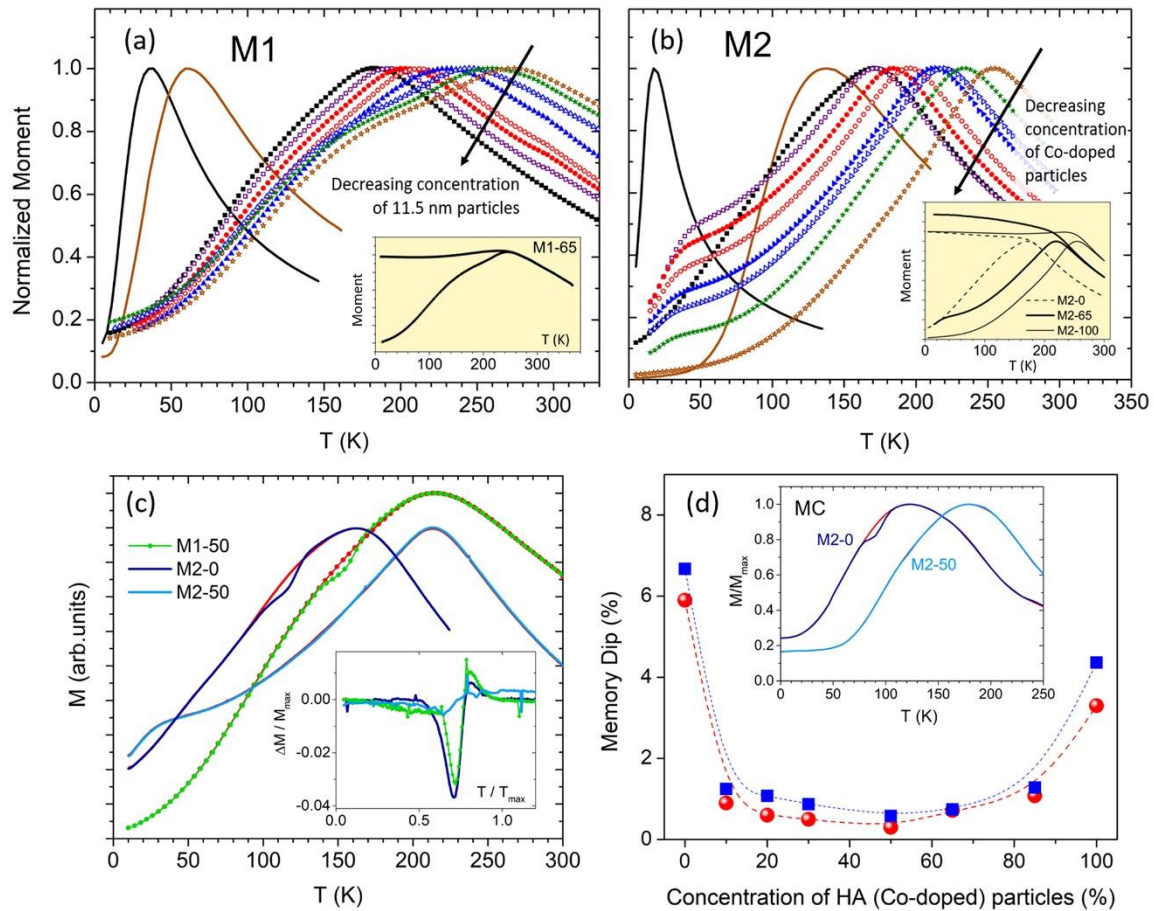 (a) M1
Normalized Moment
1.0
0.8
0.6
0.4
0.2
0.0
Decreasing concentration
of 11.5 nm particles
M1-65
Moment
T (K)
0 100 200 300
0 50 100 150 200 250 300
T (K)
(b) M2
Decreasing
concentration
of Co-doped
particles
Moment
M2-0
M2-65
M2-100
0 100 200 300
T (K)
0 50 100 150 200 250 300 350
T (K)
(c)
M (arb.units)
M1-50
M2-0
M2-50
ΔM / Mmax
0.00
-0.02
-0.04
T / Tmax
0.0 0.5 1.0
0 50 100 150 200 250 300
T (K)
(d)
Memory Dip (%)
8
6
4
2
0
MC
M/Mmax
1.0
0.8
0.6
0.4
0.2
0.0
M2-0
M2-50
0 50 100 150 200 250
T (K)
0 20 40 60 80 100
Concentration of HA (Co-doped) particles (%)